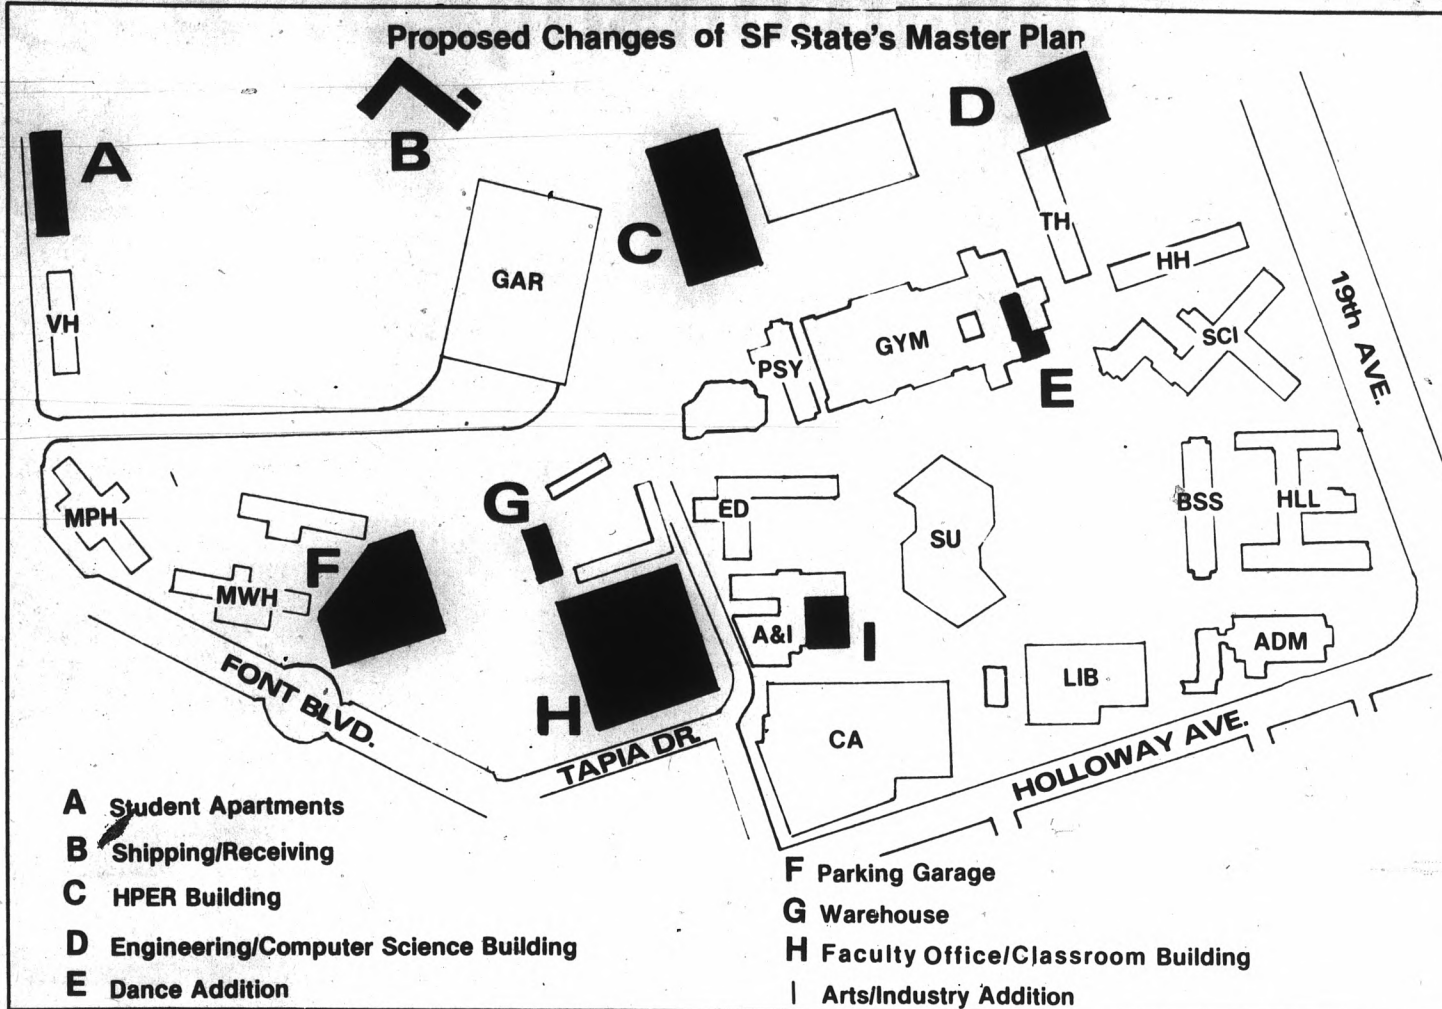 Proposed Changes of SF State's Master Plan
A
B
C
D
E
F
G
H
VH
GAR
TH
HH
SCI
GYM
PSY
19th AVE.
MPH
MWH
ED
SU
BSS
HLL
A&I
LIB
ADM
CA
FONT BLVD.
TAPIA DR.
HOLLOWAY AVE.
A Student Apartments
B Shipping/Receiving
C HPER Building
D Engineering/Computer Science Building
E Dance Addition
F Parking Garage
G Warehouse
H Faculty Office/Classroom Building
I Arts/Industry Addition